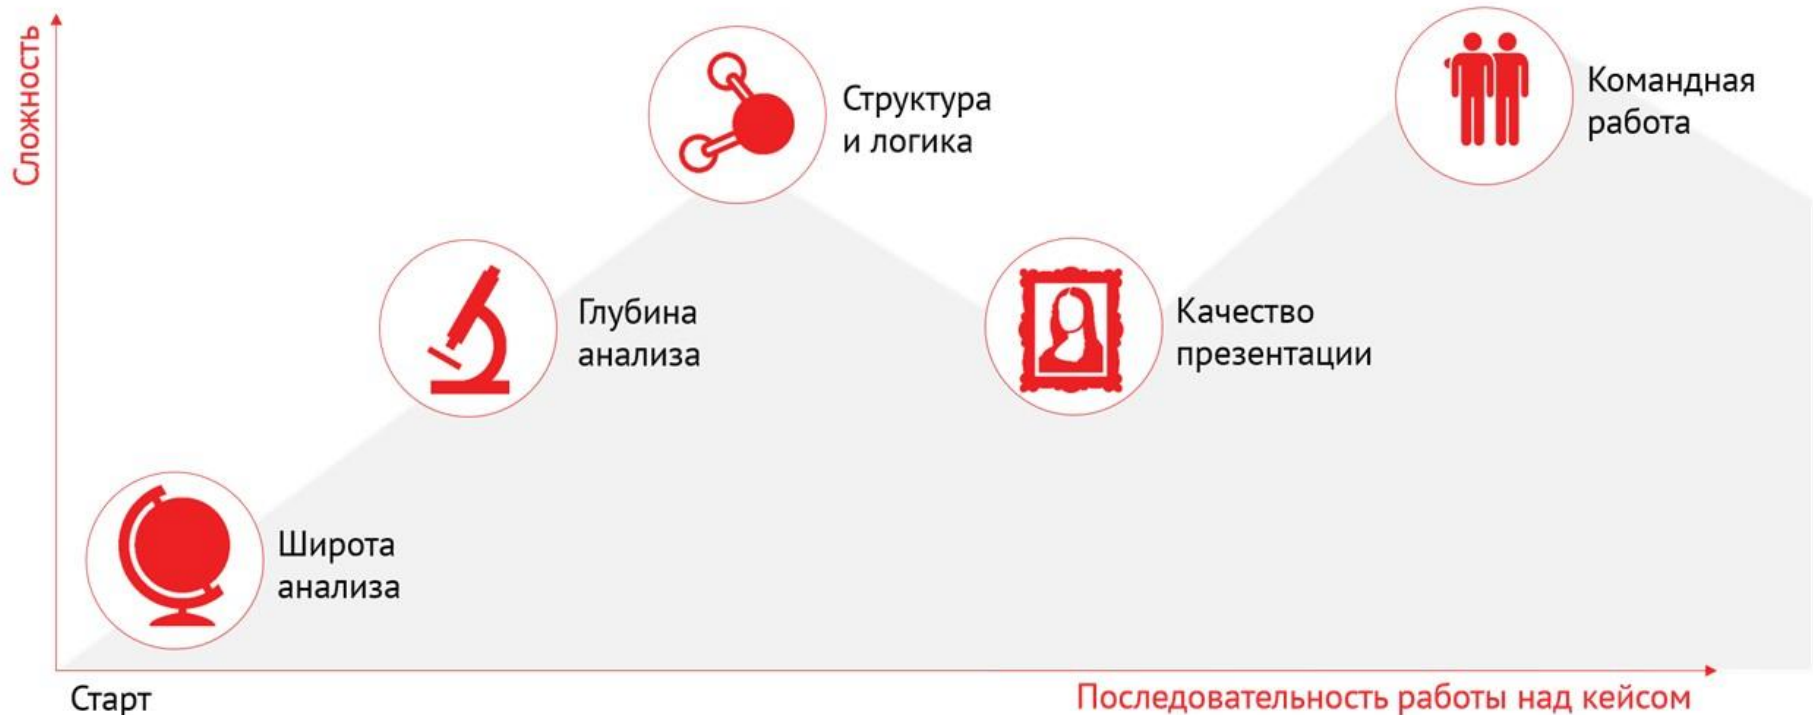 Сложность
Структура
и логика
Командная
работа
Глубина
анализа
Качество
презентации
Широта
анализа
Старт
Последовательность работы над кейсом